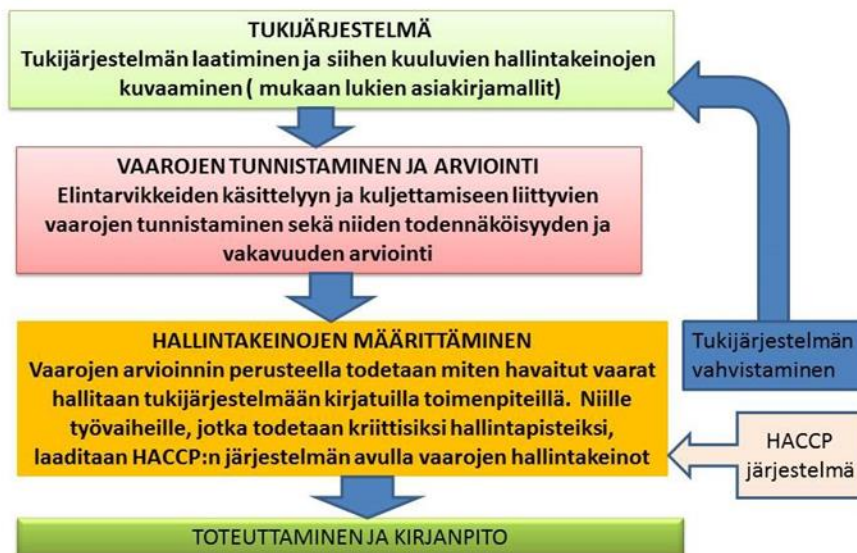 TUKIJÄRJESTELMÄ
Tukijärjestelmän laatiminen ja siihen kuuluvien hallintakeinojen
kuvaaminen ( mukaan lukien asiakirjamallit)
VAAROJEN TUNNISTAMINEN JA ARVIOINTI
Elintarvikkeiden käsittelyyn ja kuljettamiseen liittyvien
vaarojen tunnistaminen sekä niiden todennäköisyyden ja
vakavuuden arviointi
HALLINTAKEINOJEN MÄÄRITTÄMINEN
Vaarojen arvioinnin perusteella todetaan miten havaitut vaarat
hallitaan tukijärjestelmään kirjatuilla toimenpiteillä. Niille
työvaiheille, jotka todetaan kriittisiksi hallintapisteiksi,
laaditaan HACCP:n järjestelmän avulla vaarojen hallintakeinot
Tukijärjestelmän
vahvistaminen
HACCP
järjestelmä
TOTEUTTAMINEN JA KIRJANPITO